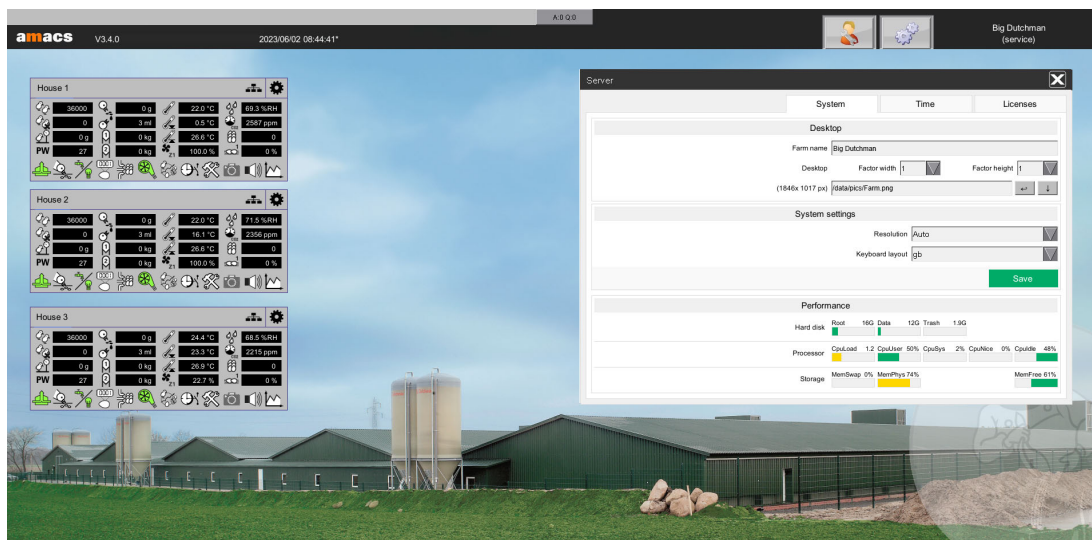 A:0 Q:0
amacs V3.4.0 2023/06/02 08:44:41* Big Dutchman
(service)
House 1
36000 0 g 22.0 °C 69.3 %RH
0 3 ml 0.5 °C 2587 ppm
0 g 0 kg 26.6 °C 0
PW 27 0 kg Z1 100.0 % 0 %
House 2
36000 0 g 22.0 °C 71.5 %RH
0 3 ml 16.1 °C 2356 ppm
0 g 0 kg 26.6 °C 0
PW 27 0 kg Z1 100.0 % 0 %
House 3
36000 0 g 24.4 °C 68.5 %RH
0 3 ml 23.3 °C 2215 ppm
0 g 0 kg 26.9 °C 0
PW 27 0 kg Z1 22.7 % 0 %
Server
System Time Licenses
Desktop
Farm name Big Dutchman
Desktop Factor width 1 Factor height 1
(1846x 1017 px) /data/pics/Farm.png
System settings
Resolution Auto
Keyboard layout gb
Save
Performance
Hard disk Root 16G Data 12G Trash 1.9G
Processor CpuLoad 1.2 CpuUser 50% CpuSys 2% CpuNice 0% CpuIdle 48%
Storage MemSwap 0% MemPhys 74% MemFree 61%